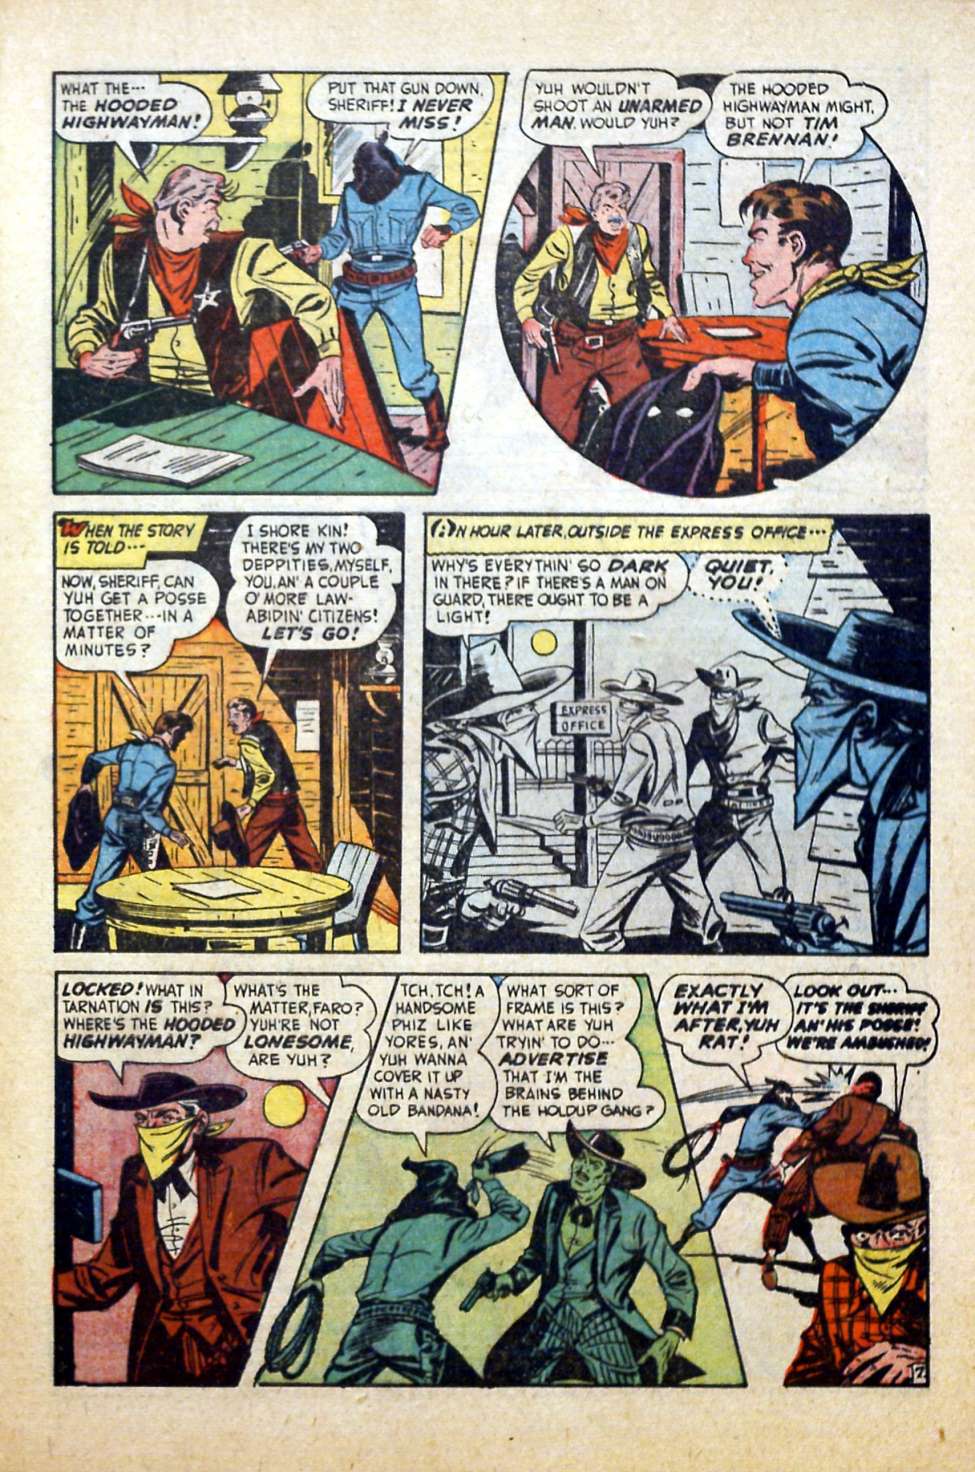 WHAT THE---
THE HOODED
HIGHWAYMAN!
PUT THAT GUN DOWN,
SHERIFF! I NEVER
MISS!
YUH WOULDN'T
SHOOT AN UNARMED
MAN, WOULD YUH?
THE HOODED
HIGHWAYMAN MIGHT,
BUT NOT TIM
BRENNAN!
WHEN THE STORY
IS TOLD---
NOW, SHERIFF, CAN
YUH GET A POSSE
TOGETHER---IN A
MATTER OF
MINUTES?
I SHORE KIN!
THERE'S MY TWO
DEPPITIES, MYSELF,
YOU, AN' A COUPLE
O' MORE LAW-
ABIDIN' CITIZENS!
LET'S GO!
AN HOUR LATER, OUTSIDE THE EXPRESS OFFICE---
WHY'S EVERYTHIN' SO DARK
IN THERE? IF THERE'S A MAN ON
GUARD, THERE OUGHT TO BE A
LIGHT!
QUIET,
YOU!
EXPRESS
OFFICE
LOCKED! WHAT IN
TARNATION IS THIS?
WHERE'S THE HOODED
HIGHWAYMAN?
WHAT'S THE
MATTER, FARO?
YUH'RE NOT
LONESOME,
ARE YUH?
TCH, TCH! A
HANDSOME
PHIZ LIKE
YORES, AN'
YUH WANNA
COVER IT UP
WITH A NASTY
OLD BANDANA!
WHAT SORT OF
FRAME IS THIS?
WHAT ARE YUH
TRYIN' TO DO---
ADVERTISE
THAT I'M THE
BRAINS BEHIND
THE HOLDUP GANG?
EXACTLY
WHAT I'M
AFTER, YUH
RAT!
LOOK OUT---
IT'S THE SHERIFF
AN' HIS POSSE!
WE'RE AMBUSHED!
7